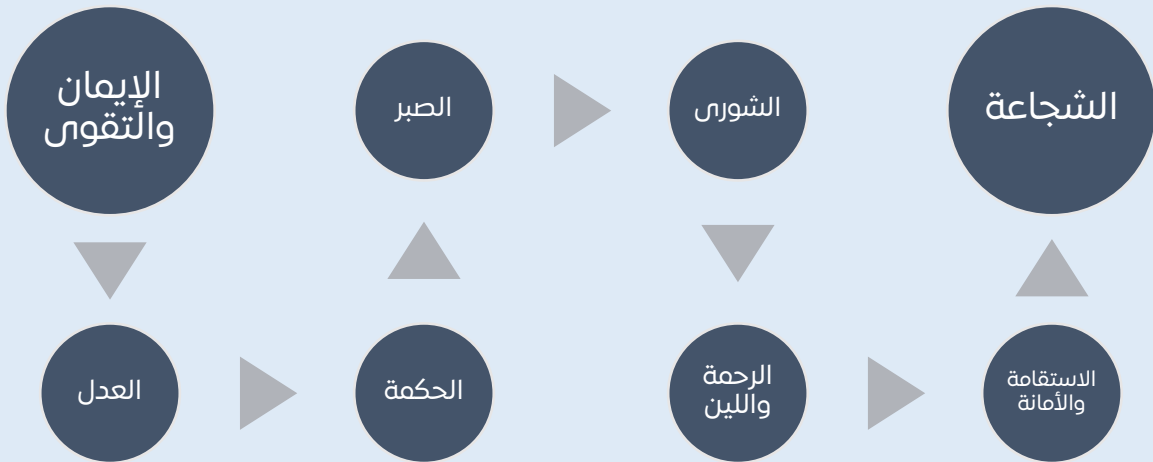 الإيمان
والتقوى
العدل
الحكمة
الصبر
الشورى
الرحمة
واللين
الاستقامة
والأمانة
الشجاعة